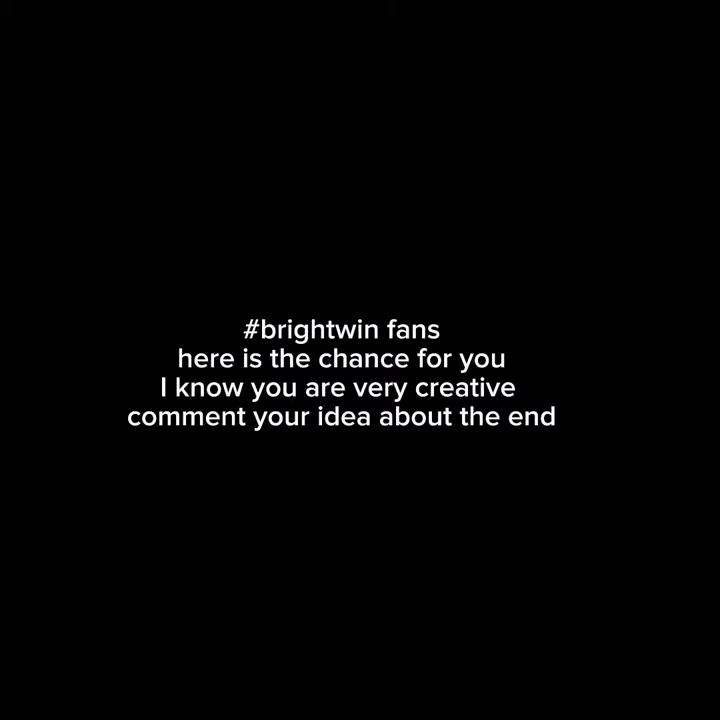 #brightwin fans
here is the chance for you
I know you are very creative
comment your idea about the end